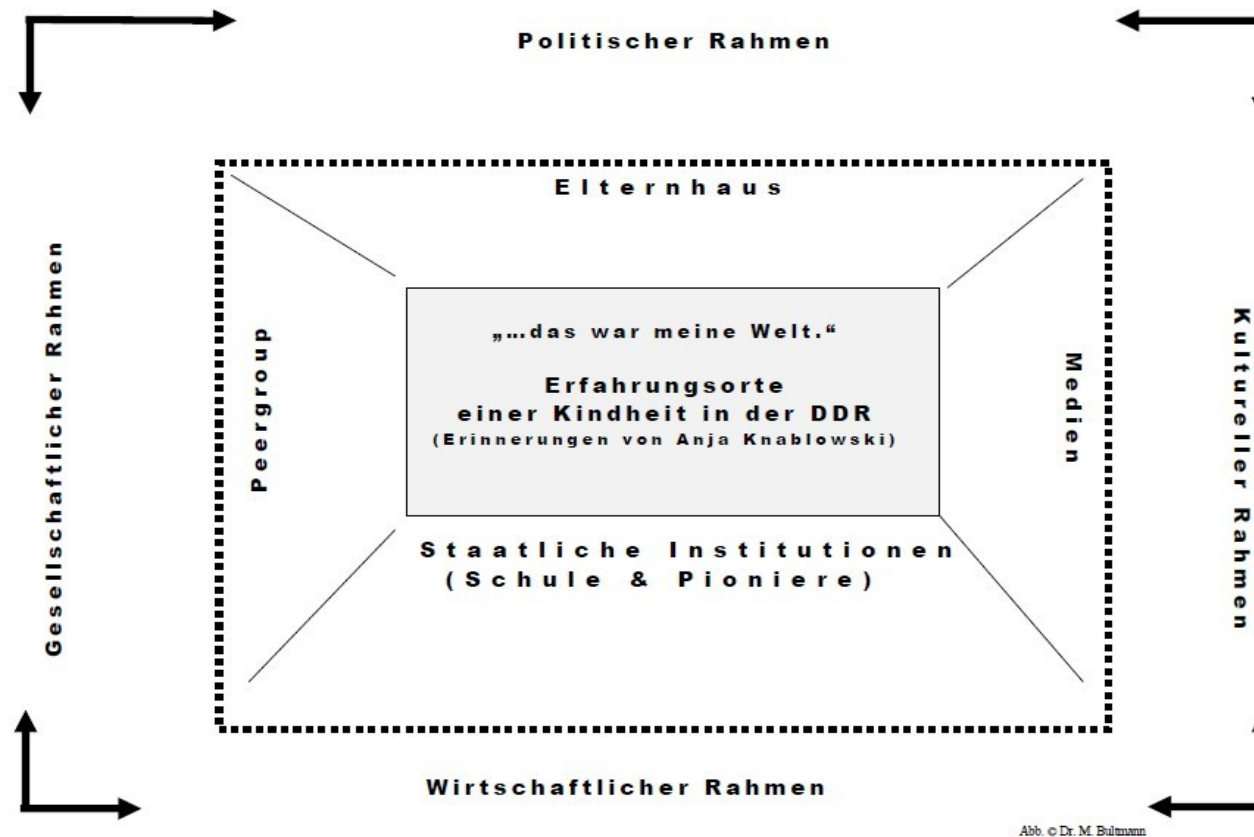 Politischer Rahmen
Elternhaus
Gesellschaftlicher Rahmen
Peergroup
„...das war meine Welt.“
Erfahrungsorte
einer Kindheit in der DDR
(Erinnerungen von Anja Knablowski)
Medien
Kultureller Rahmen
Staatliche Institutionen
(Schule & Pioniere)
Wirtschaftlicher Rahmen
Abb. © Dr. M. Bultmann